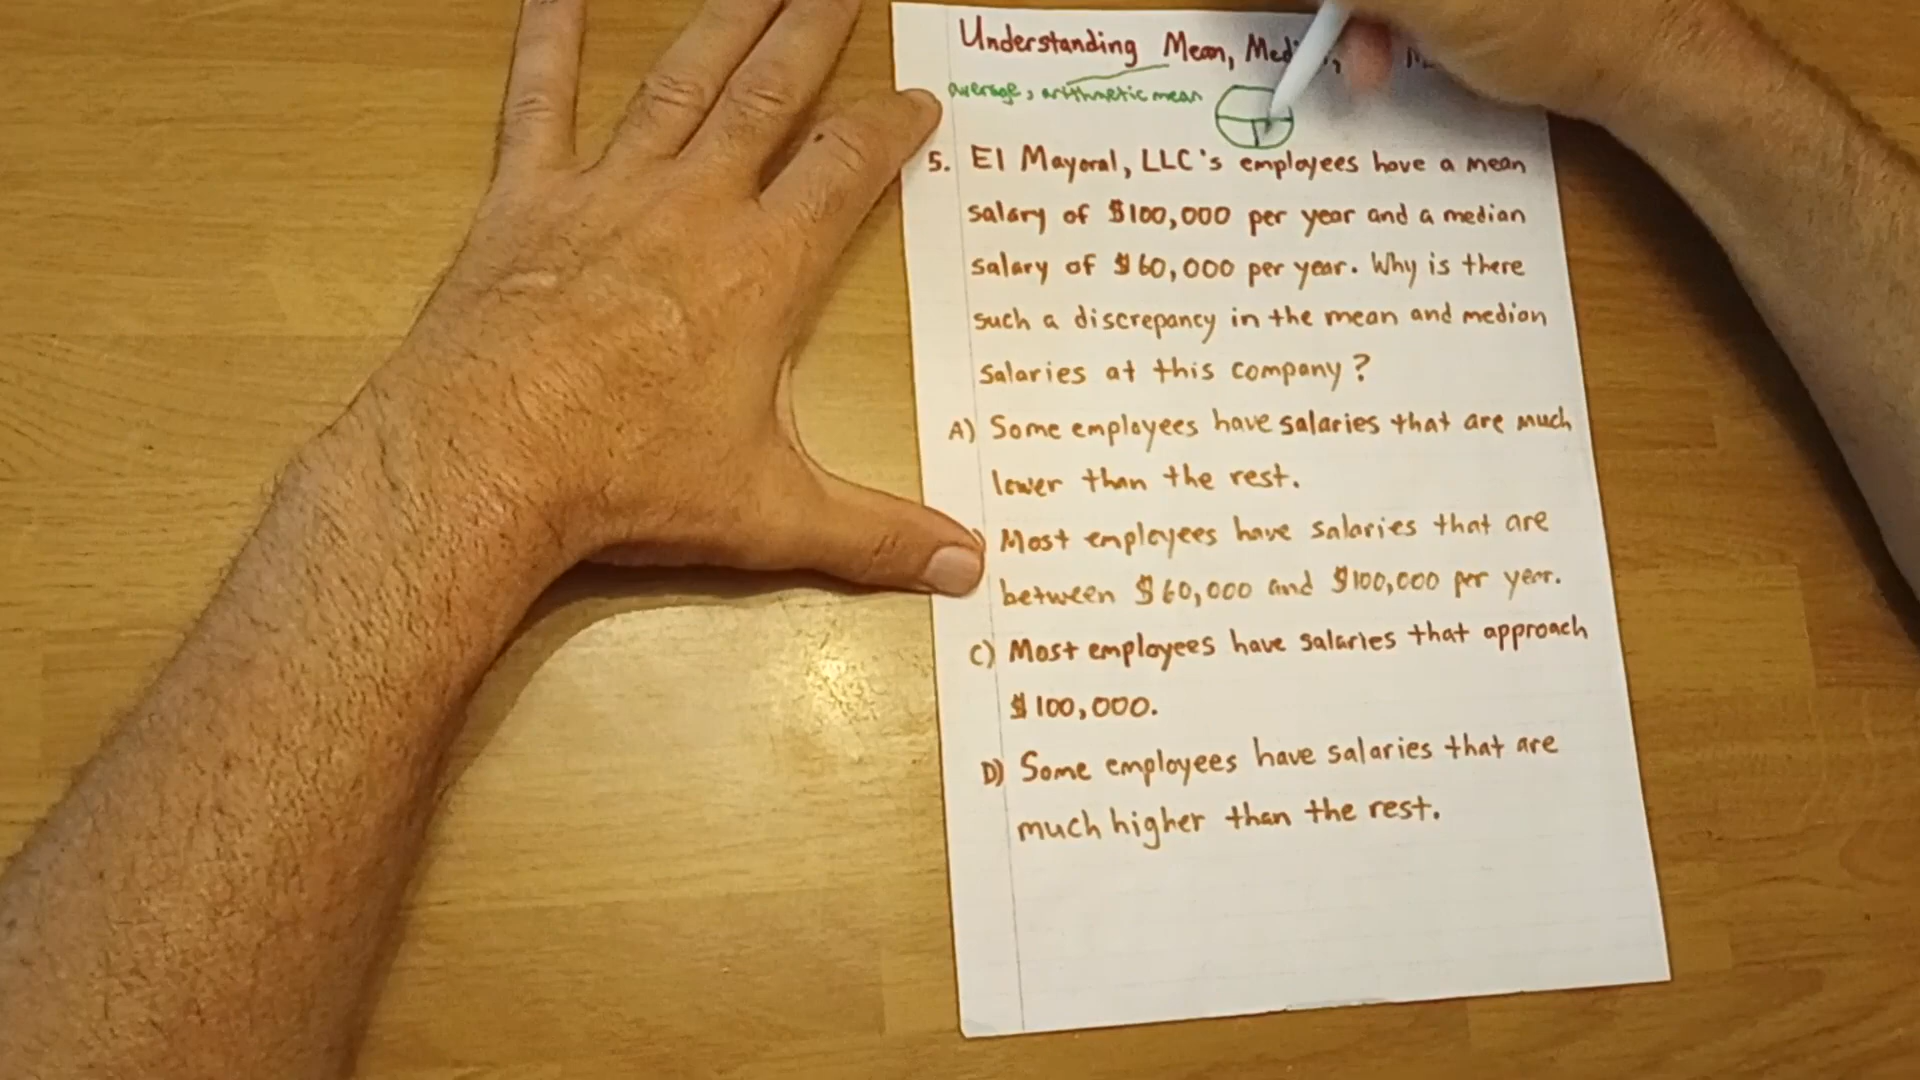 Understanding Mean,
average, arithmetic mean
5. El Mayoral, LLC's employees have a mean
salary of $100,000 per year and a median
salary of $60,000 per year. Why is there
such a discrepancy in the mean and median
salaries at this company?
A) Some employees have salaries that are much
lower than the rest.
) Most employees have salaries that are
between $60,000 and $100,000 per year.
C) Most employees have salaries that approach
$100,000.
D) Some employees have salaries that are
much higher than the rest.